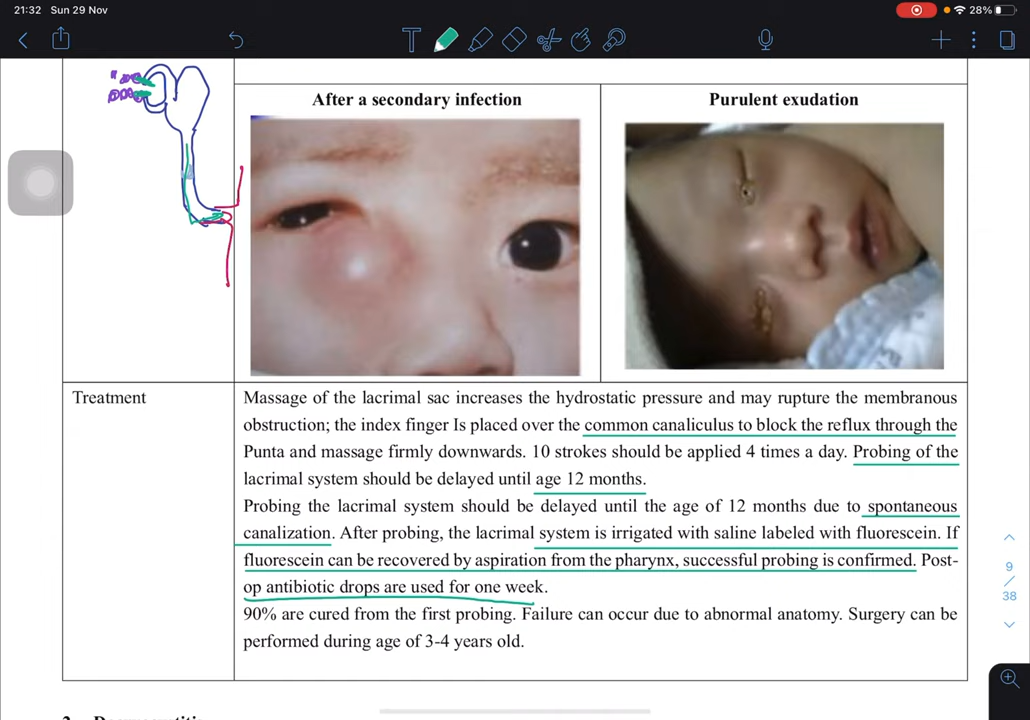 21:32 Sun 29 Nov
28%
T
After a secondary infection
Purulent exudation
Treatment
Massage of the lacrimal sac increases the hydrostatic pressure and may rupture the membranous
obstruction; the index finger Is placed over the common canaliculus to block the reflux through the
Punta and massage firmly downwards. 10 strokes should be applied 4 times a day. Probing of the
lacrimal system should be delayed until age 12 months.
Probing the lacrimal system should be delayed until the age of 12 months due to spontaneous
canalization. After probing, the lacrimal system is irrigated with saline labeled with fluorescein. If
fluorescein can be recovered by aspiration from the pharynx, successful probing is confirmed. Post-
op antibiotic drops are used for one week.
90% are cured from the first probing. Failure can occur due to abnormal anatomy. Surgery can be
performed during age of 3-4 years old.
9
/
38